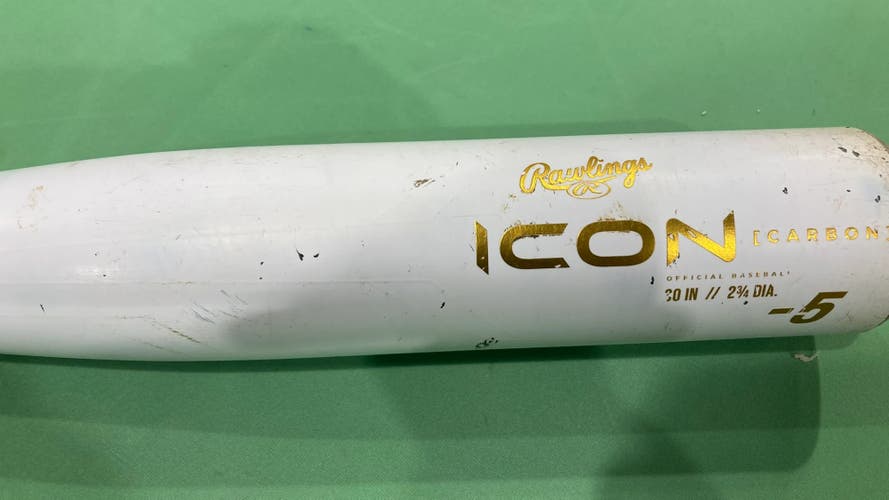 Rawlings
R
ICON [CARBON]
OFFICIAL BASEBALL
30 IN // 2¾ DIA.
-5